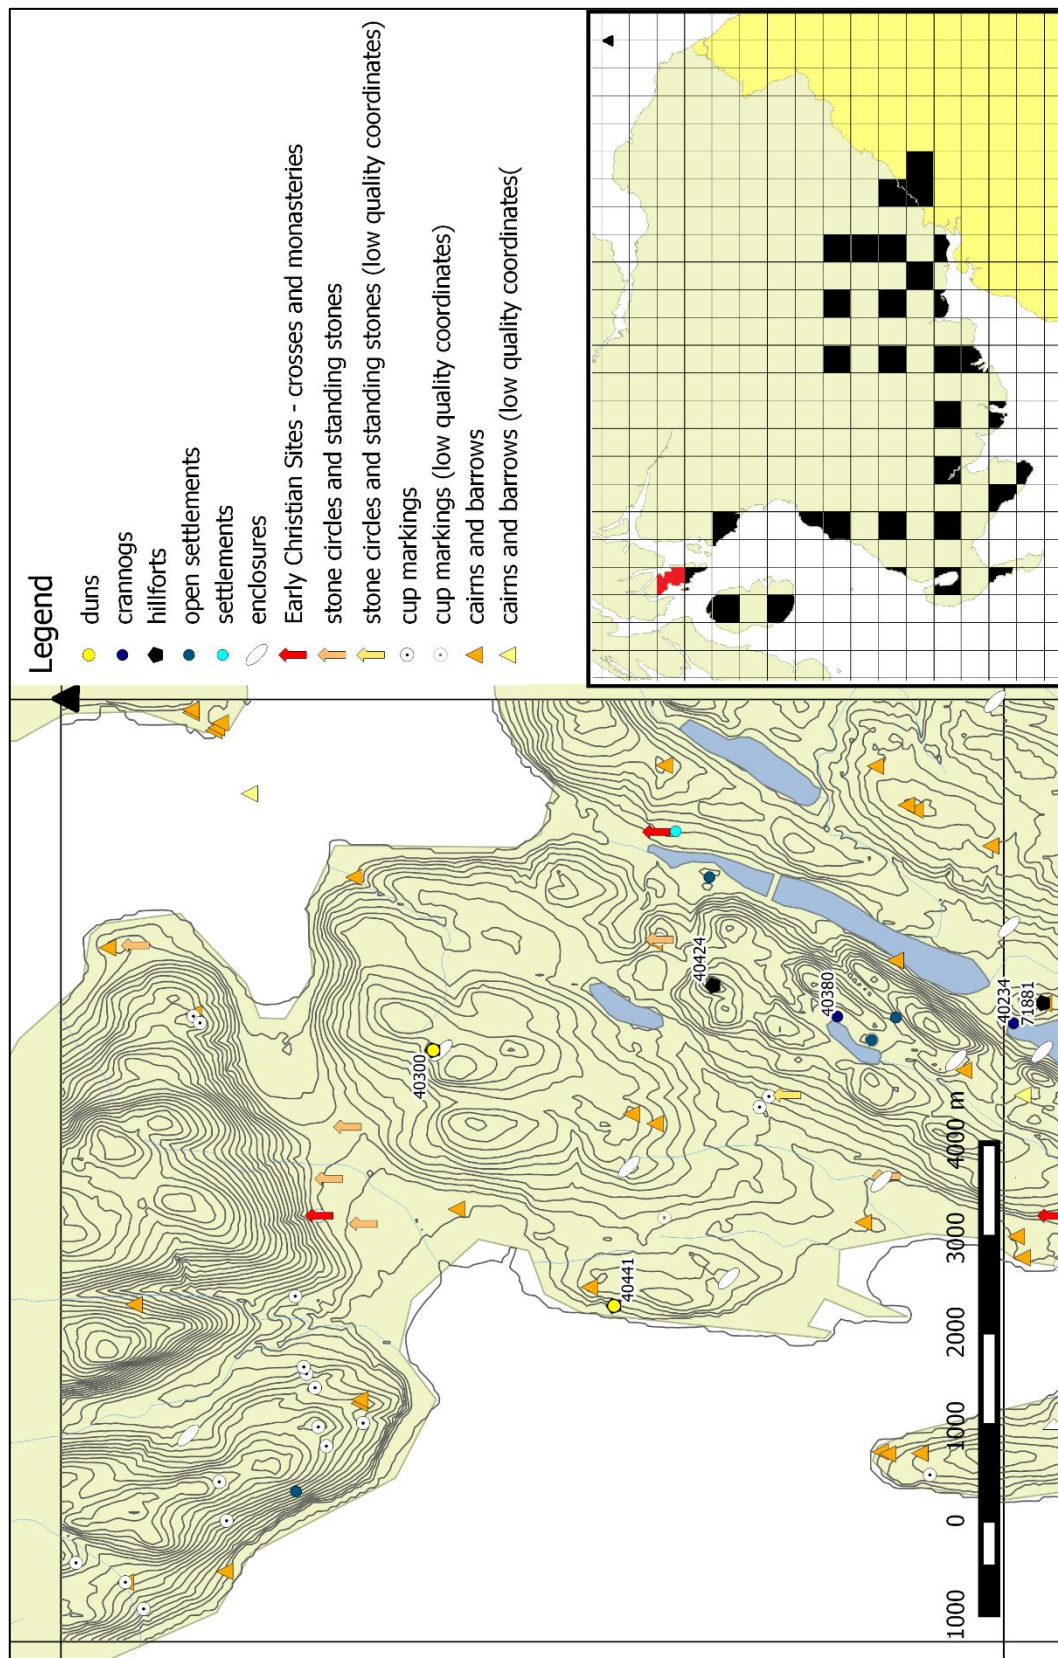 Legend
duns
crannogs
hillforts
open settlements
settlements
enclosures
Early Christian Sites - crosses and monasteries
stone circles and standing stones
stone circles and standing stones (low quality coordinates)
cup markings
cup markings (low quality coordinates)
cairns and barrows
cairns and barrows (low quality coordinates(
40300
40441
40424
40380
40234
71881
1000 0 1000 2000 3000 4000 m